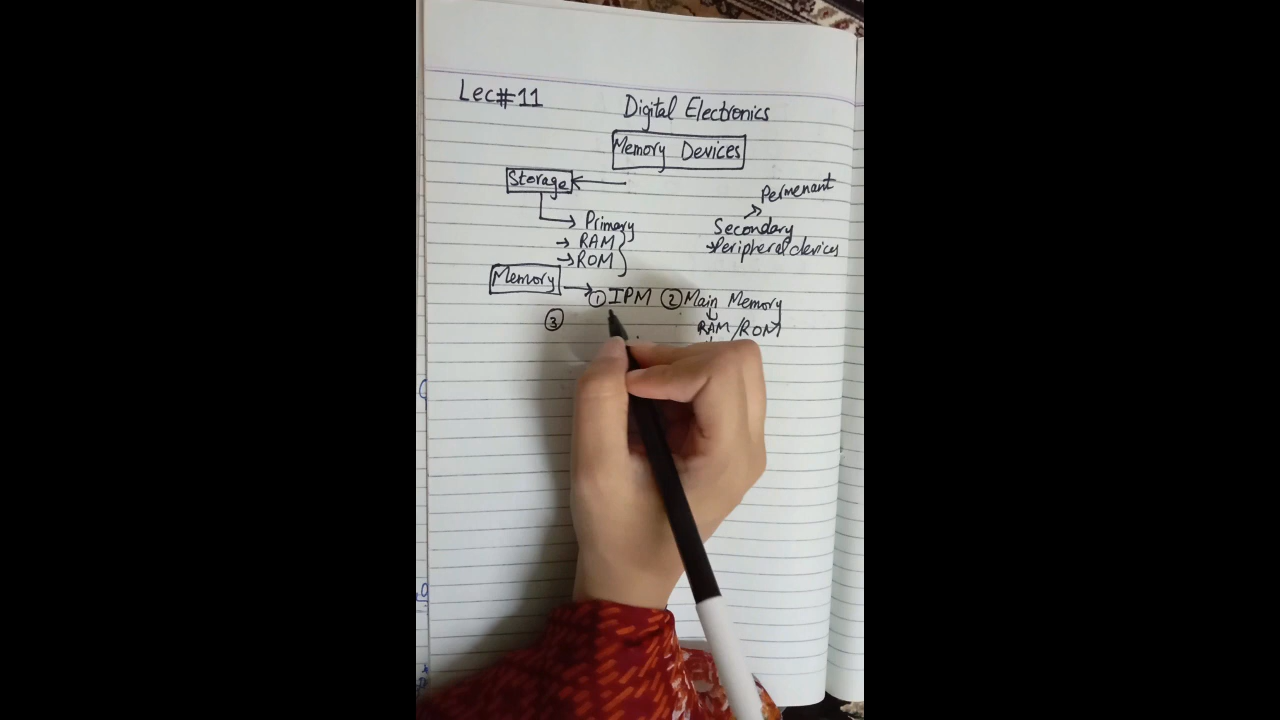 Lec#11
Digital Electronics
Memory Devices
Storage
Permenant
Primary
Secondary
→ RAM
→ Peripheral devices
→ ROM
Memory → ① IPM ② Main Memory
③
RAM/ROM